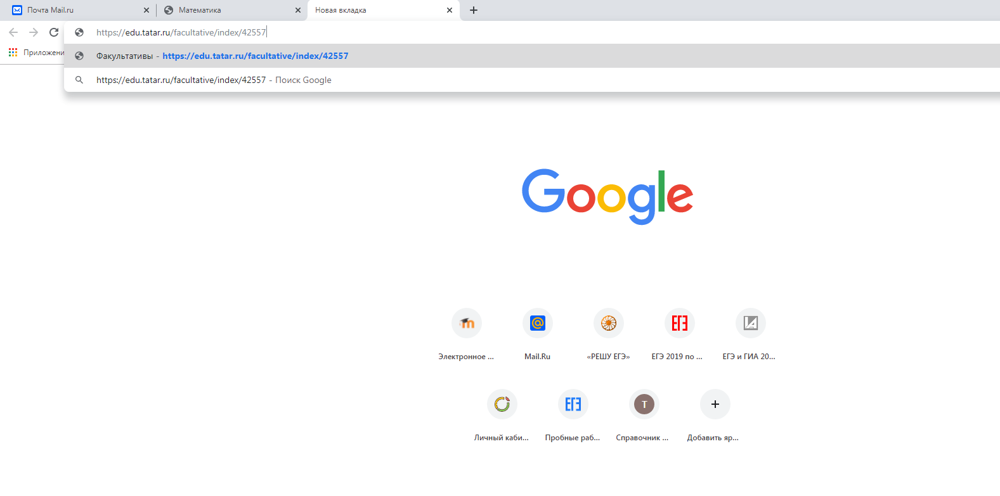 Почта Mail.ru
Математика
Новая вкладка
https://edu.tatar.ru/facultative/index/42557
Приложени
Факультативы - https://edu.tatar.ru/facultative/index/42557
https://edu.tatar.ru/facultative/index/42557 - Поиск Google
Google
Электронное ...
Mail.Ru
«РЕШУ ЕГЭ»
ЕГЭ 2019 по ...
ЕГЭ и ГИА 20...
Т
Личный каби...
Пробные раб...
Справочник ...
Добавить яр...